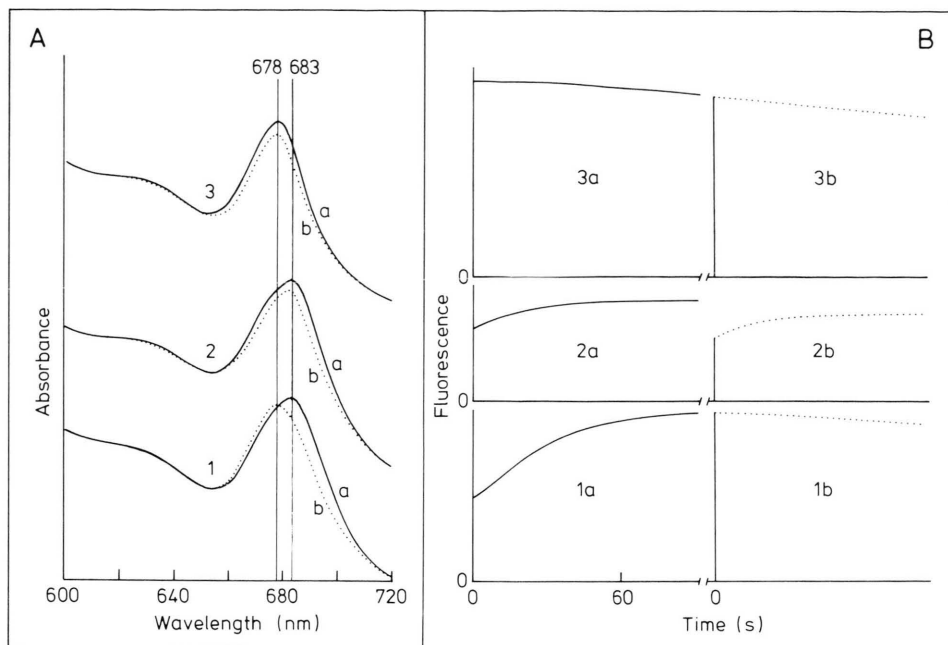 A
678 683
3
a
b
2
a
b
1
a
b
Absorbance
600 640 680 720
Wavelength (nm)
B
3a 3b
0
2a 2b
0
1a 1b
0
Fluorescence
0 60 0
Time (s)